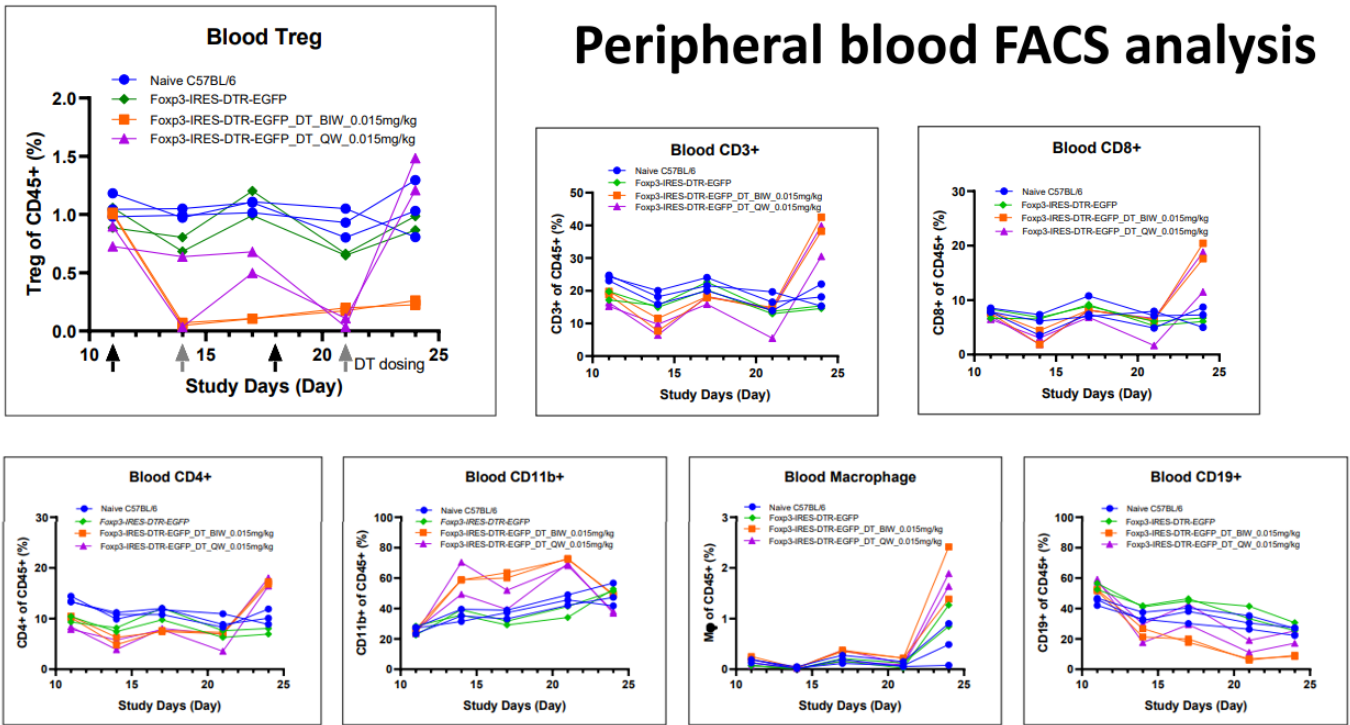 Peripheral blood FACS analysis
Blood Treg
Naive C57BL/6
Foxp3-IRES-DTR-EGFP
Foxp3-IRES-DTR-EGFP_DT_BIW_0.015mg/kg
Foxp3-IRES-DTR-EGFP_DT_QW_0.015mg/kg
Treg of CD45+ (%)
2.0
1.5
1.0
0.5
0.0
10 15 20 25
DT dosing
Study Days (Day)
Blood CD3+
Naive C57BL/6
Foxp3-IRES-DTR-EGFP
Foxp3-IRES-DTR-EGFP_DT_BIW_0.015mg/kg
Foxp3-IRES-DTR-EGFP_DT_QW_0.015mg/kg
CD3+ of CD45+ (%)
50
40
30
20
10
0
10 15 20 25
Study Days (Day)
Blood CD8+
Naive C57BL/6
Foxp3-IRES-DTR-EGFP
Foxp3-IRES-DTR-EGFP_DT_BIW_0.015mg/kg
Foxp3-IRES-DTR-EGFP_DT_QW_0.015mg/kg
CD8+ of CD45+ (%)
30
20
10
0
10 15 20 25
Study Days (Day)
Blood CD4+
Naive C57BL/6
Foxp3-IRES-DTR-EGFP
Foxp3-IRES-DTR-EGFP_DT_BIW_0.015mg/kg
Foxp3-IRES-DTR-EGFP_DT_QW_0.015mg/kg
CD4+ of CD45+ (%)
30
20
10
0
10 15 20 25
Study Days (Day)
Blood CD11b+
Naive C57BL/6
Foxp3-IRES-DTR-EGFP
Foxp3-IRES-DTR-EGFP_DT_BIW_0.015mg/kg
Foxp3-IRES-DTR-EGFP_DT_QW_0.015mg/kg
CD11b+ of CD45+ (%)
100
80
60
40
20
0
10 15 20 25
Study Days (Day)
Blood Macrophage
Naive C57BL/6
Foxp3-IRES-DTR-EGFP
Foxp3-IRES-DTR-EGFP_DT_BIW_0.015mg/kg
Foxp3-IRES-DTR-EGFP_DT_QW_0.015mg/kg
of CD45+ (%)
3
2
1
0
10 15 20 25
Study Days (Day)
Blood CD19+
Naive C57BL/6
Foxp3-IRES-DTR-EGFP
Foxp3-IRES-DTR-EGFP_DT_BIW_0.015mg/kg
Foxp3-IRES-DTR-EGFP_DT_QW_0.015mg/kg
CD19+ of CD45+ (%)
100
80
60
40
20
0
10 15 20 25
Study Days (Day)